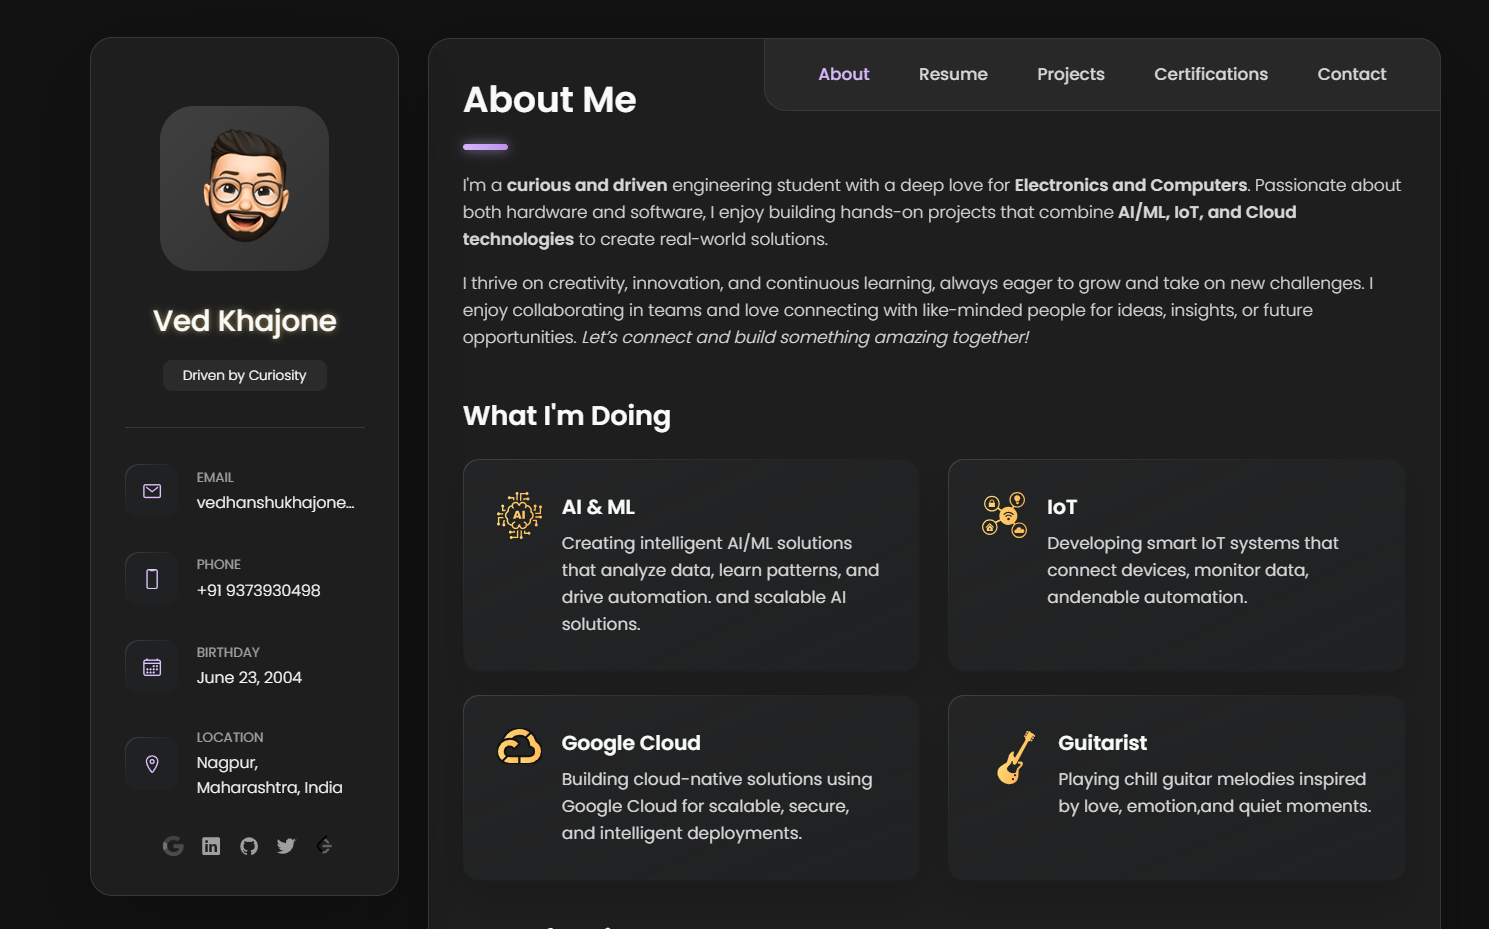 Ved Khajone
Driven by Curiosity
EMAIL
vedhanshukhajone...
PHONE
+91 9373930498
BIRTHDAY
June 23, 2004
LOCATION
Nagpur,
Maharashtra, India
About
Resume
Projects
Certifications
Contact
About Me
I'm a curious and driven engineering student with a deep love for Electronics and Computers. Passionate about
both hardware and software, I enjoy building hands-on projects that combine AI/ML, IoT, and Cloud
technologies to create real-world solutions.
I thrive on creativity, innovation, and continuous learning, always eager to grow and take on new challenges. I
enjoy collaborating in teams and love connecting with like-minded people for ideas, insights, or future
opportunities. Let's connect and build something amazing together!
What I'm Doing
AI
AI & ML
Creating intelligent AI/ML solutions
that analyze data, learn patterns, and
drive automation. and scalable AI
solutions.
IoT
Developing smart IoT systems that
connect devices, monitor data,
andenable automation.
Google Cloud
Building cloud-native solutions using
Google Cloud for scalable, secure,
and intelligent deployments.
Guitarist
Playing chill guitar melodies inspired
by love, emotion,and quiet moments.